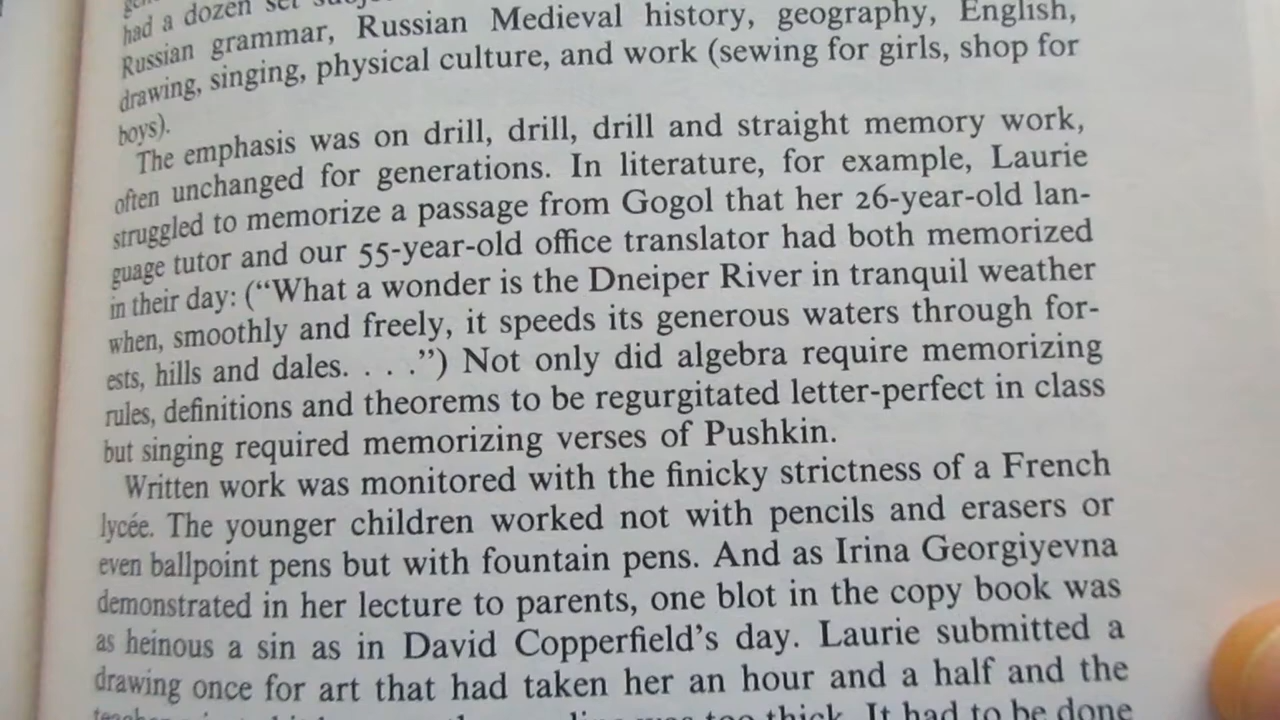 had a dozen set
Russian grammar, Russian Medieval history, geography, English,
drawing, singing, physical culture, and work (sewing for girls, shop for
boys).
The emphasis was on drill, drill, drill and straight memory work,
often unchanged for generations. In literature, for example, Laurie
struggled to memorize a passage from Gogol that her 26-year-old lan-
guage tutor and our 55-year-old office translator had both memorized
in their day: (“What a wonder is the Dneiper River in tranquil weather
when, smoothly and freely, it speeds its generous waters through for-
ests, hills and dales. . . .”) Not only did algebra require memorizing
rules, definitions and theorems to be regurgitated letter-perfect in class
but singing required memorizing verses of Pushkin.
Written work was monitored with the finicky strictness of a French
lycée. The younger children worked not with pencils and erasers or
even ballpoint pens but with fountain pens. And as Irina Georgiyevna
demonstrated in her lecture to parents, one blot in the copy book was
as heinous a sin as in David Copperfield’s day. Laurie submitted a
drawing once for art that had taken her an hour and a half and the
was too thick. It had to be done